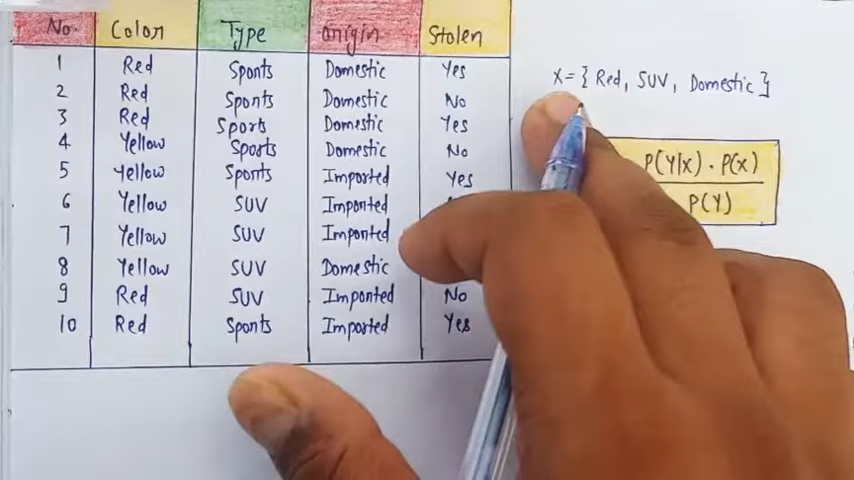 No. Color Type Origin Stolen
1 Red Sports Domestic Yes
2 Red Sports Domestic No
3 Red Sports Domestic Yes
4 Yellow Sports Domestic No
5 Yellow Sports Imported Yes
6 Yellow SUV Imported
7 Yellow SUV Imported
8 Yellow SUV Domestic
9 Red SUV Imported No
10 Red Sports Imported Yes
X = { Red, SUV, Domestic }
P(Y|X) . P(X)
P(Y)